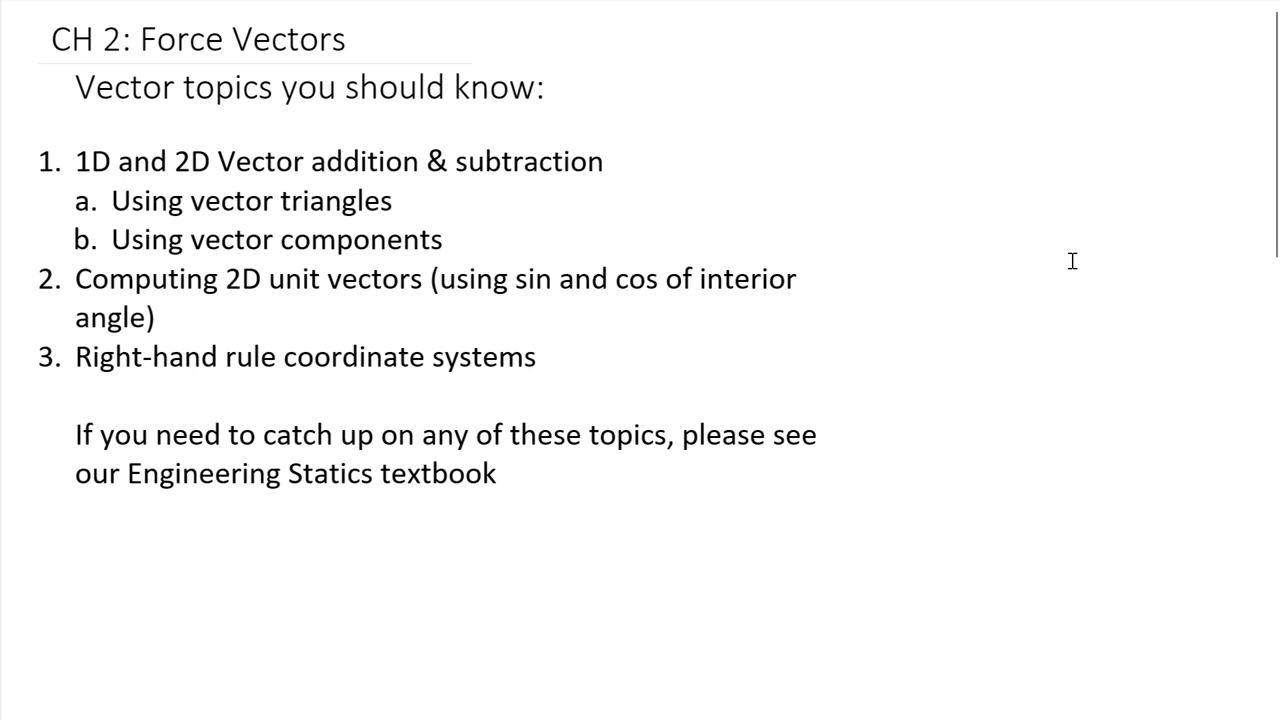 CH 2: Force Vectors
Vector topics you should know:
1. 1D and 2D Vector addition & subtraction
a. Using vector triangles
b. Using vector components
2. Computing 2D unit vectors (using sin and cos of interior
angle)
3. Right-hand rule coordinate systems
If you need to catch up on any of these topics, please see
our Engineering Statics textbook